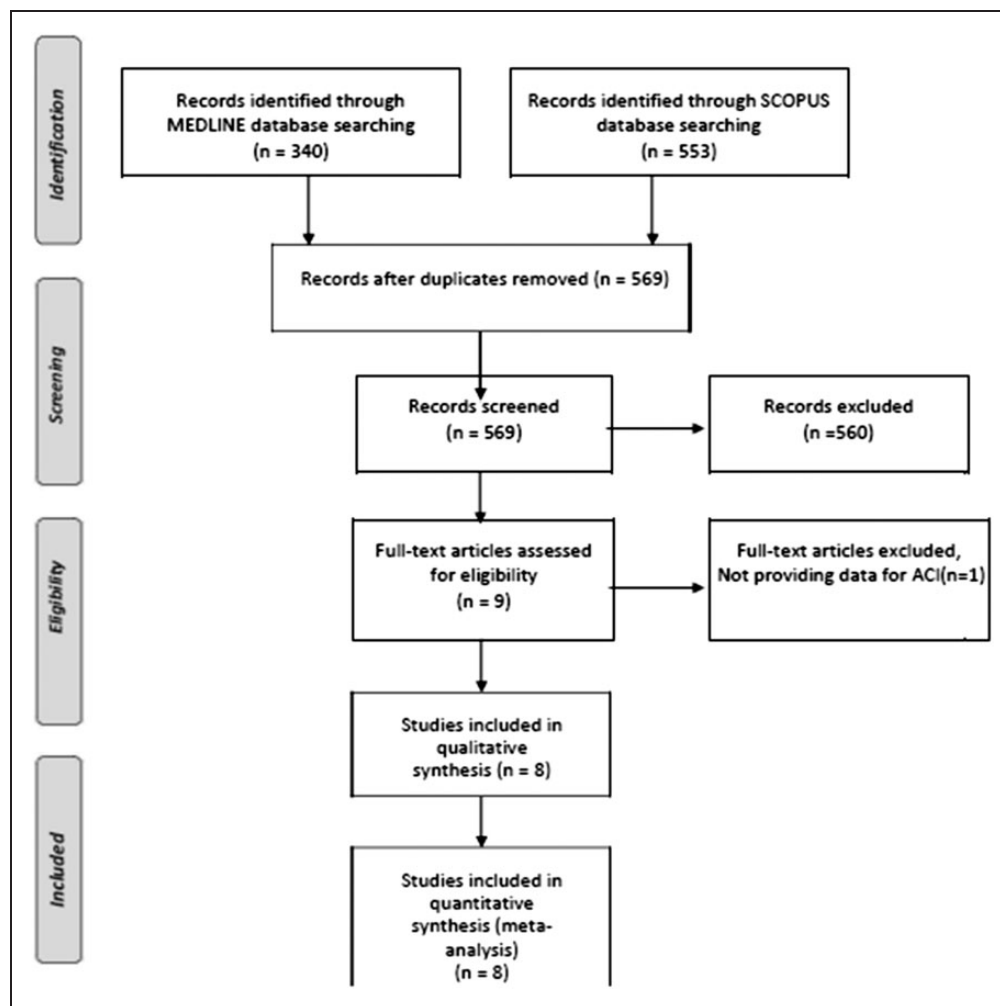 Identification
Records identified through
MEDLINE database searching
(n = 340)
Records identified through SCOPUS
database searching
(n = 553)
Records after duplicates removed (n = 569)
Screening
Records screened
(n = 569)
Records excluded
(n =560)
Eligibility
Full-text articles assessed
for eligibility
(n = 9)
Full-text articles excluded,
Not providing data for ACI(n=1)
Studies included in
qualitative
synthesis (n = 8)
Included
Studies included in
quantitative
synthesis (meta-
analysis)
(n = 8)